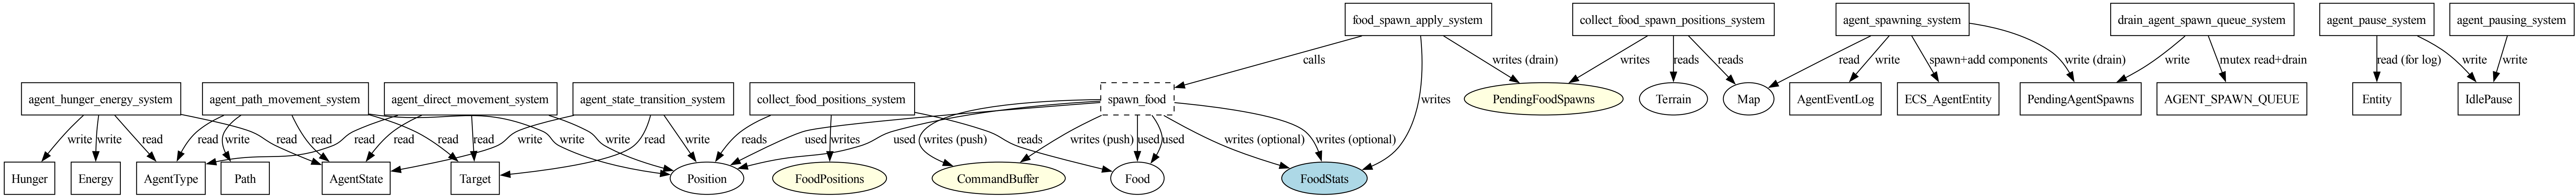 food_spawn_apply_system
collect_food_spawn_positions_system
agent_spawning_system
drain_agent_spawn_queue_system
agent_pause_system
agent_pausing_system
calls
writes (drain)
writes
reads
reads
read
write
spawn+add components
write (drain)
write
mutex read+drain
read (for log)
write
write
agent_hunger_energy_system
agent_path_movement_system
agent_direct_movement_system
agent_state_transition_system
collect_food_positions_system
spawn_food
writes
PendingFoodSpawns
Terrain
Map
AgentEventLog
ECS_AgentEntity
PendingAgentSpawns
AGENT_SPAWN_QUEUE
Entity
IdlePause
write
write
read
read
read
write
read
read
write
read
read
write
write
read
write
reads
writes
used
used
reads
writes (push)
writes (push)
used
used
writes (optional)
writes (optional)
Hunger
Energy
AgentType
Path
AgentState
Target
Position
FoodPositions
CommandBuffer
Food
FoodStats